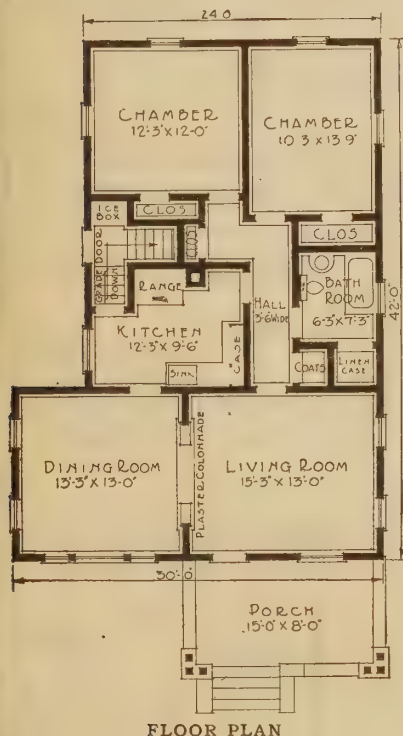 24'0
CHAMBER
12'-3" X 12'-0"
CHAMBER
10 3 X 13 9"
ICE
BOX
CLOS
CLOS
CLOS
GRADE DOOR
DOWN
RANGE
HALL
3'-6 WIDE
BATH
ROOM
6-3" X 7'-3"
42'-0"
KITCHEN
12'-3" X 9'-6"
CASE
SINK
COATS
LINEN
CASE
DINING ROOM
13'-3" X 13'-0"
PLASTER COLONNADE
LIVING ROOM
15'-3" X 13'-0"
30'-0"
PORCH
15'-0" X 8'-0"
FLOOR PLAN